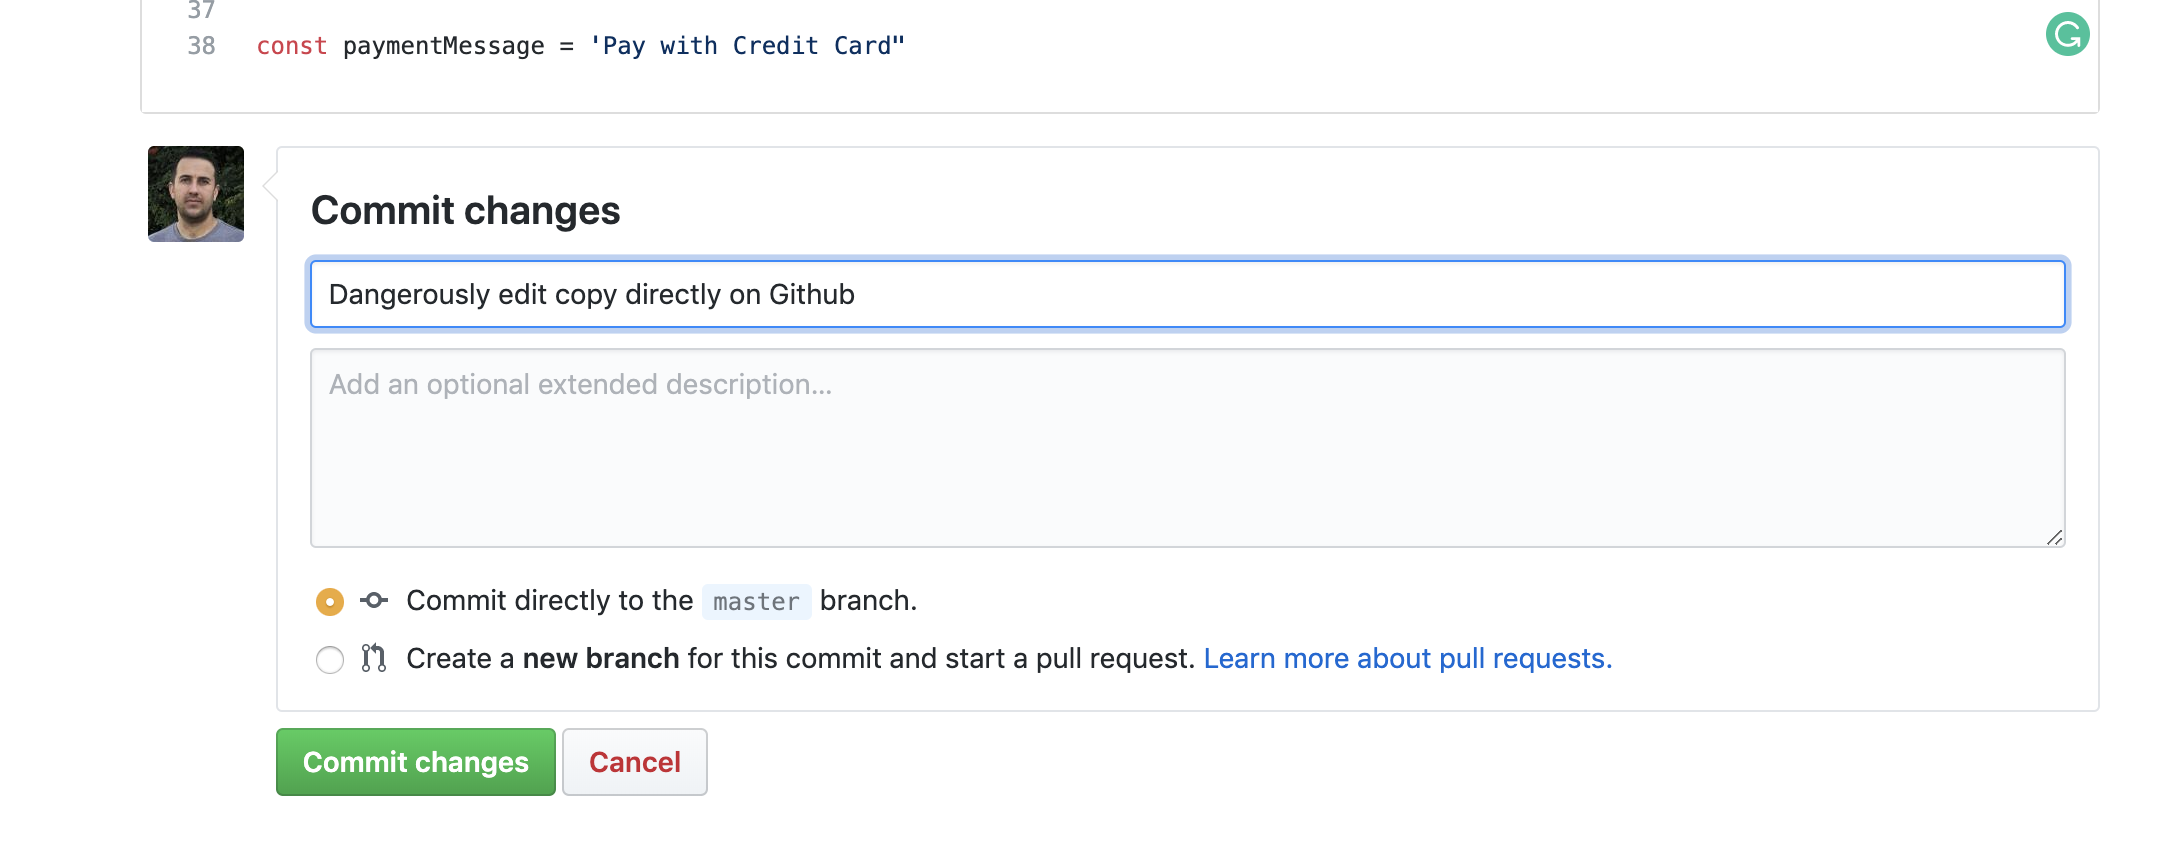 37
38 const paymentMessage = 'Pay with Credit Card"
Commit changes
Dangerously edit copy directly on Github
Add an optional extended description...
Commit directly to the master branch.
Create a new branch for this commit and start a pull request. Learn more about pull requests.
Commit changes Cancel